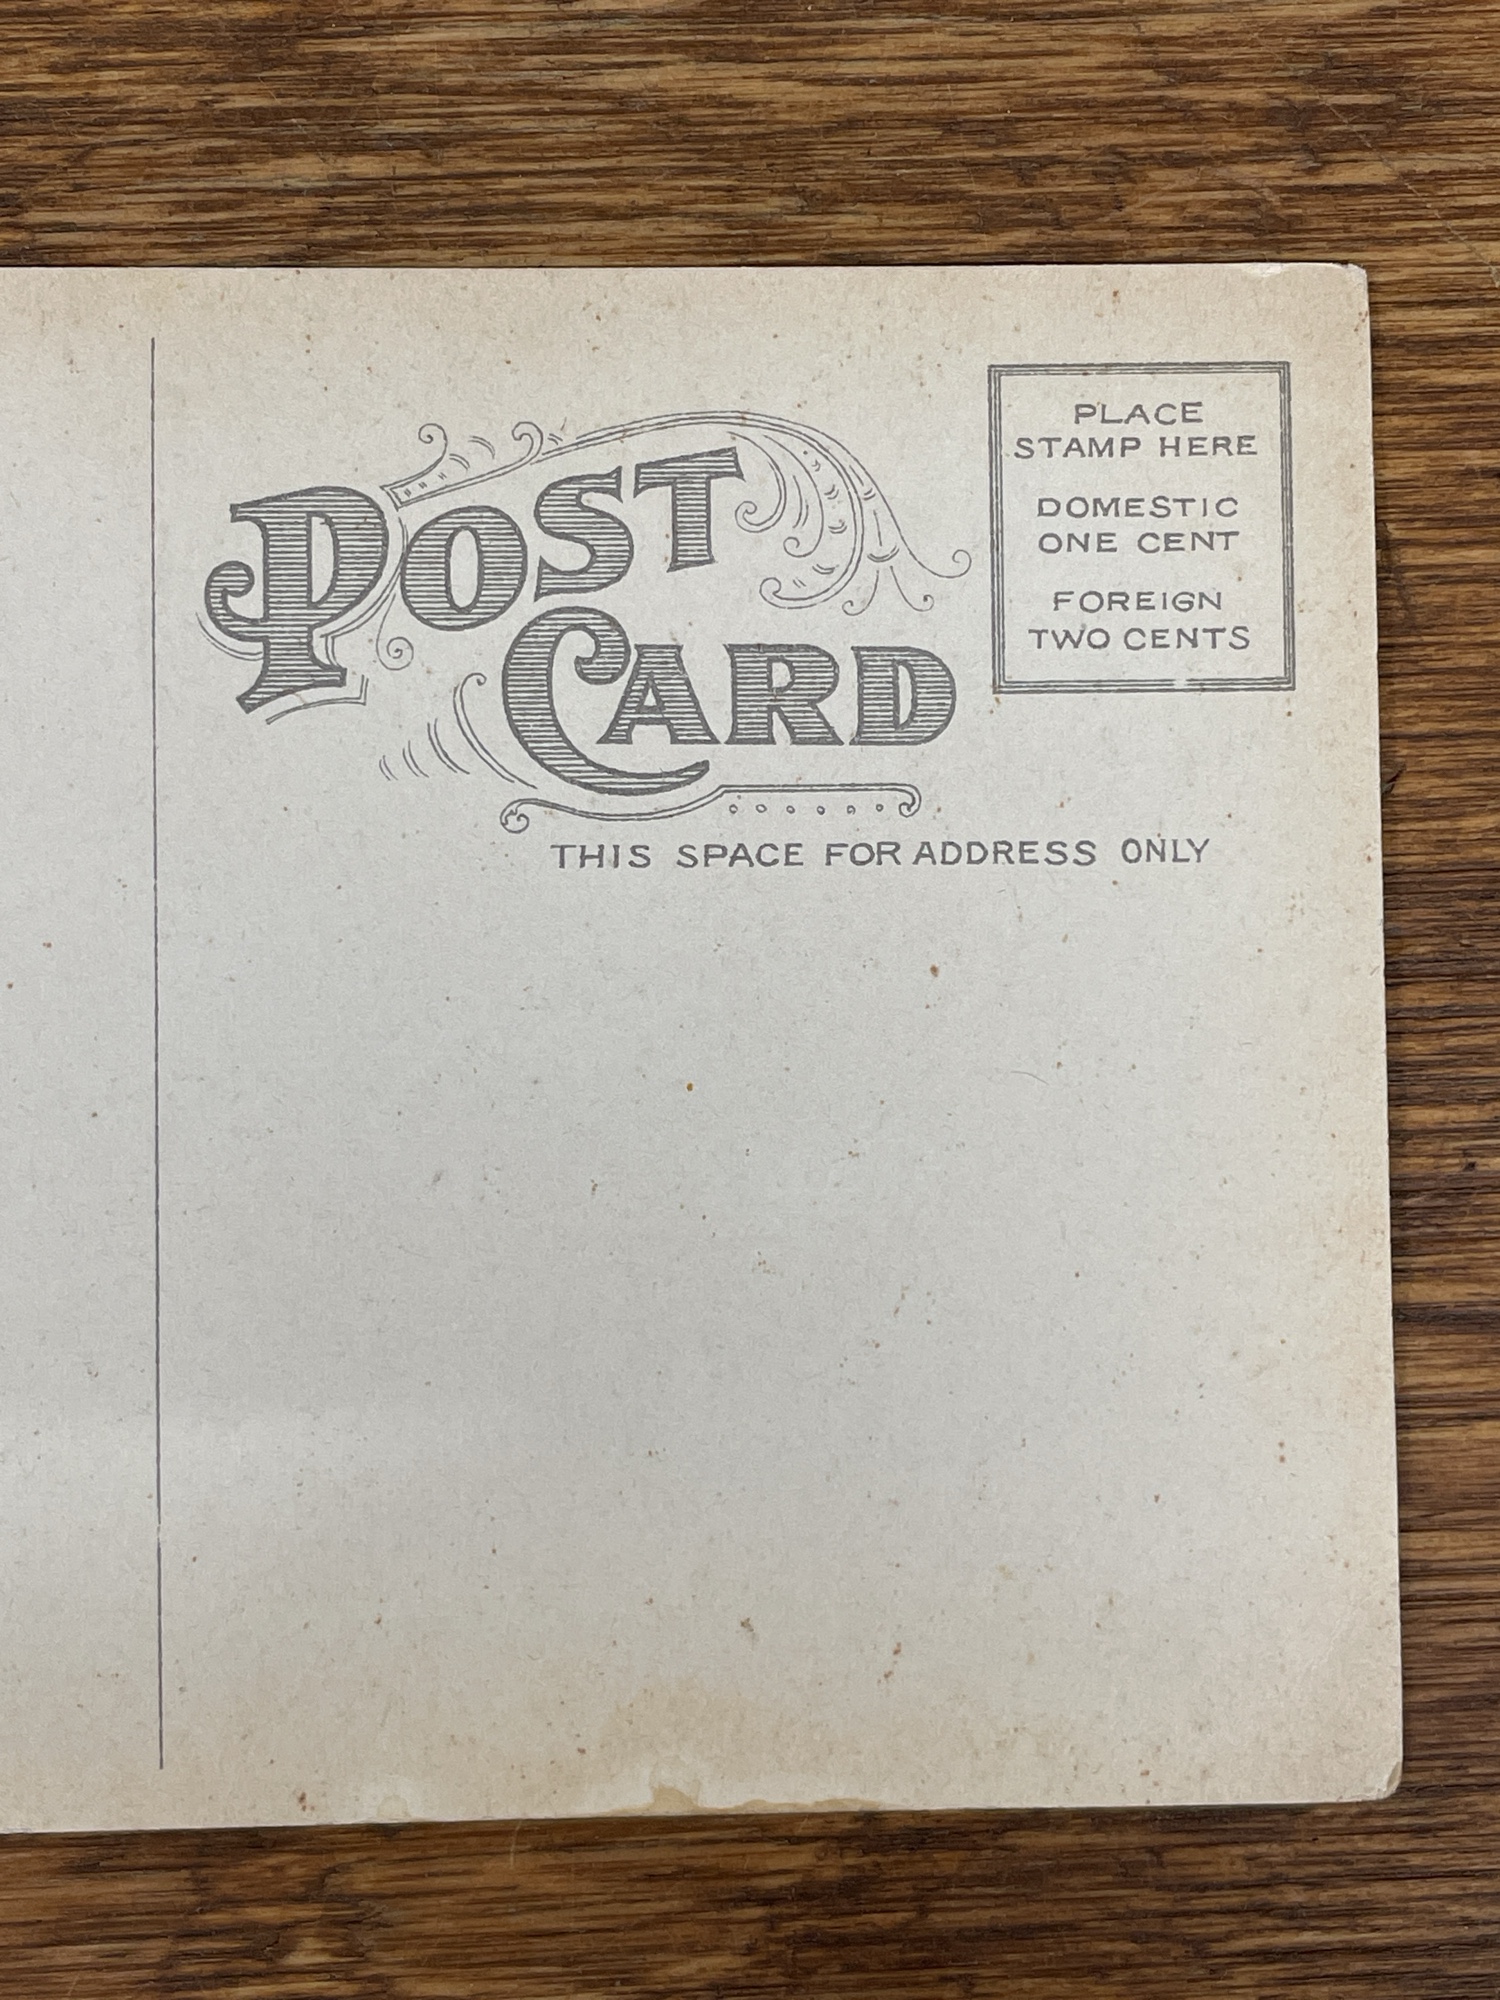 POST
CARD
PLACE
STAMP HERE
DOMESTIC
ONE CENT
FOREIGN
TWO CENTS
THIS SPACE FOR ADDRESS ONLY